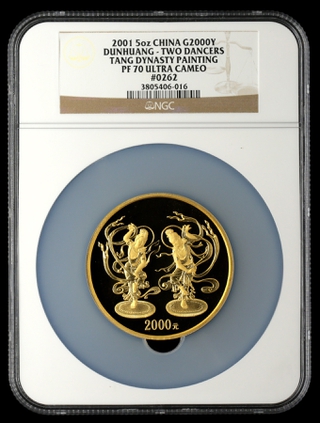 2001 5oz CHINA G2000Y
DUNHUANG - TWO DANCERS
TANG DYNASTY PAINTING
PF 70 ULTRA CAMEO
#0262
3805406-016
NGC
2000元